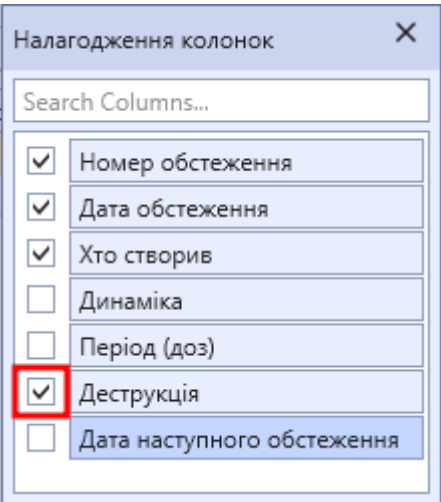 Налагодження колонок
Search Columns...
Номер обстеження
Дата обстеження
Хто створив
Динаміка
Період (доз)
Деструкція
Дата наступного обстеження